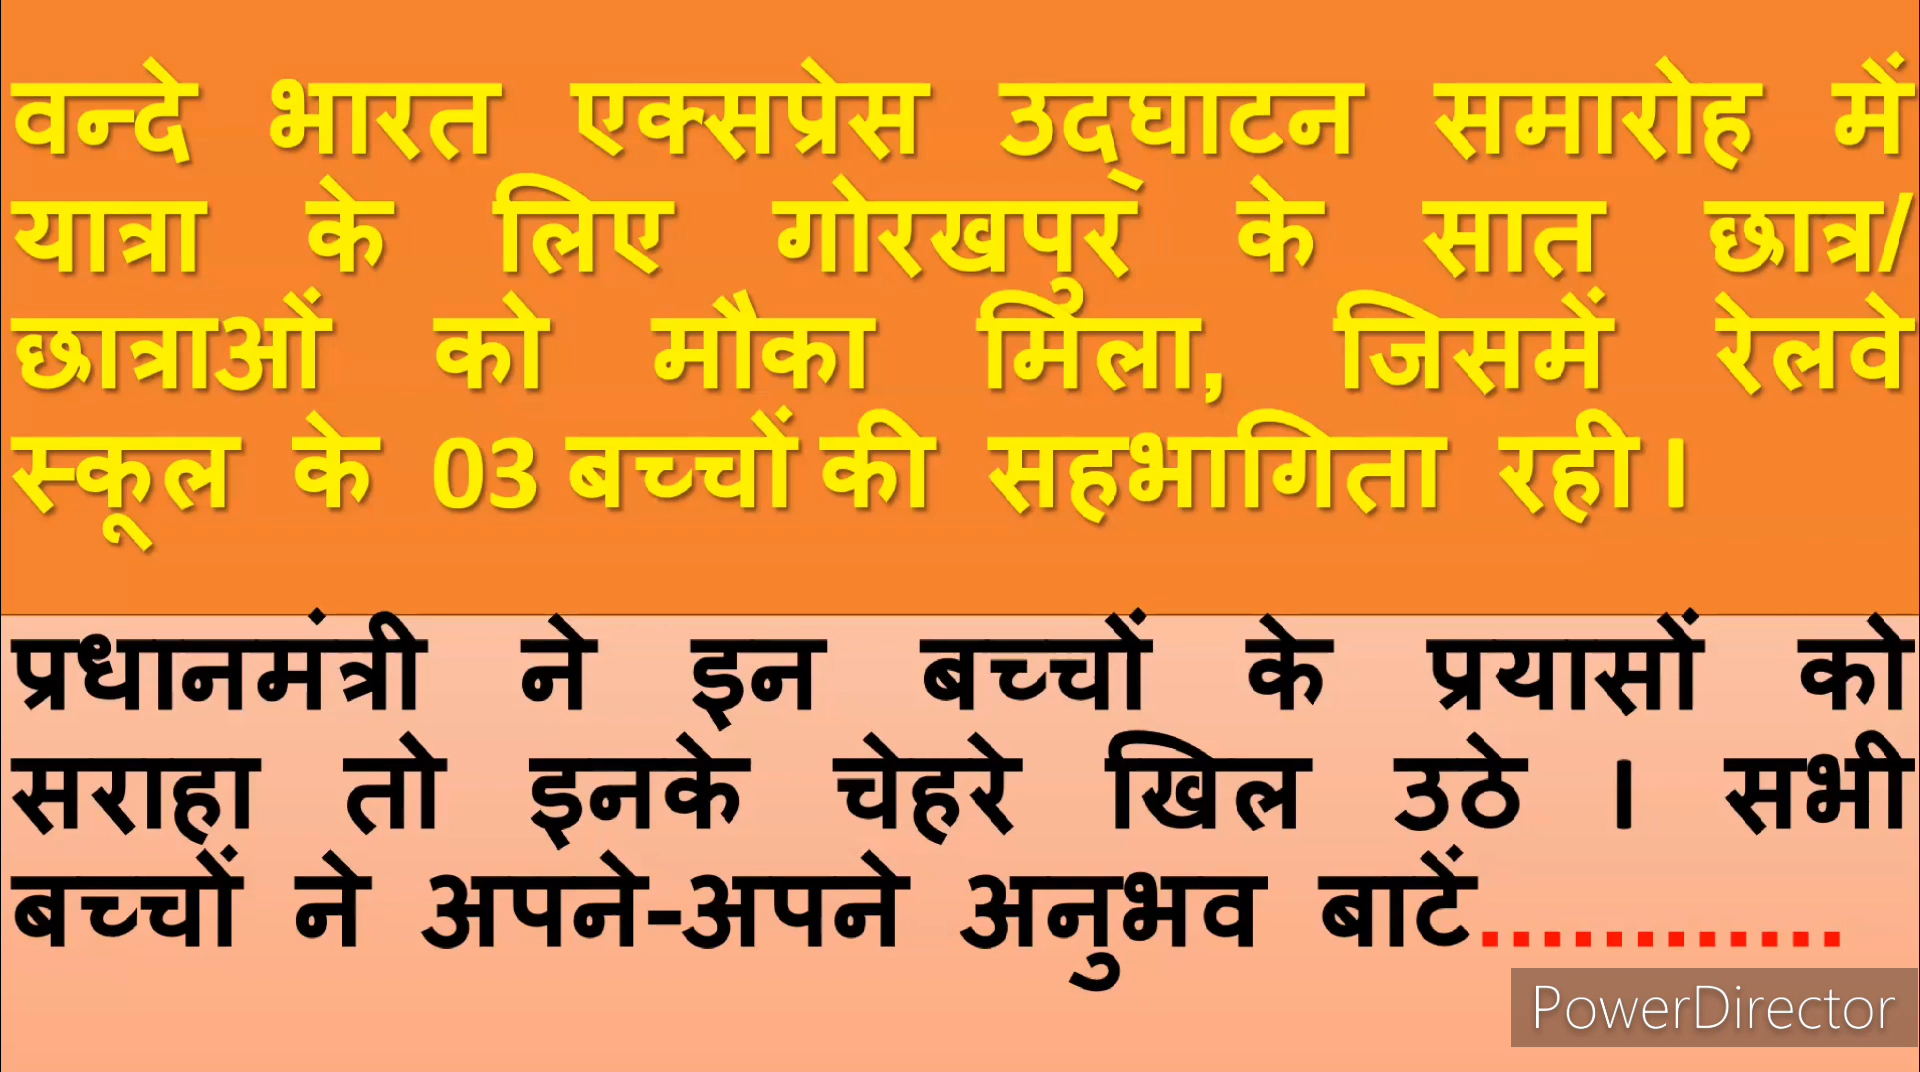 वन्दे भारत एक्सप्रेस उद्घाटन समारोह में
यात्रा के लिए गोरखपुर के सात छात्र/
छात्राओं को मौका मिला, जिसमें रेलवे
स्कूल के 03 बच्चों की सहभागिता रही।
प्रधानमंत्री ने इन बच्चों के प्रयासों को
सराहा तो इनके चेहरे खिल उठे । सभी
बच्चों ने अपने-अपने अनुभव बाटें............
PowerDirector